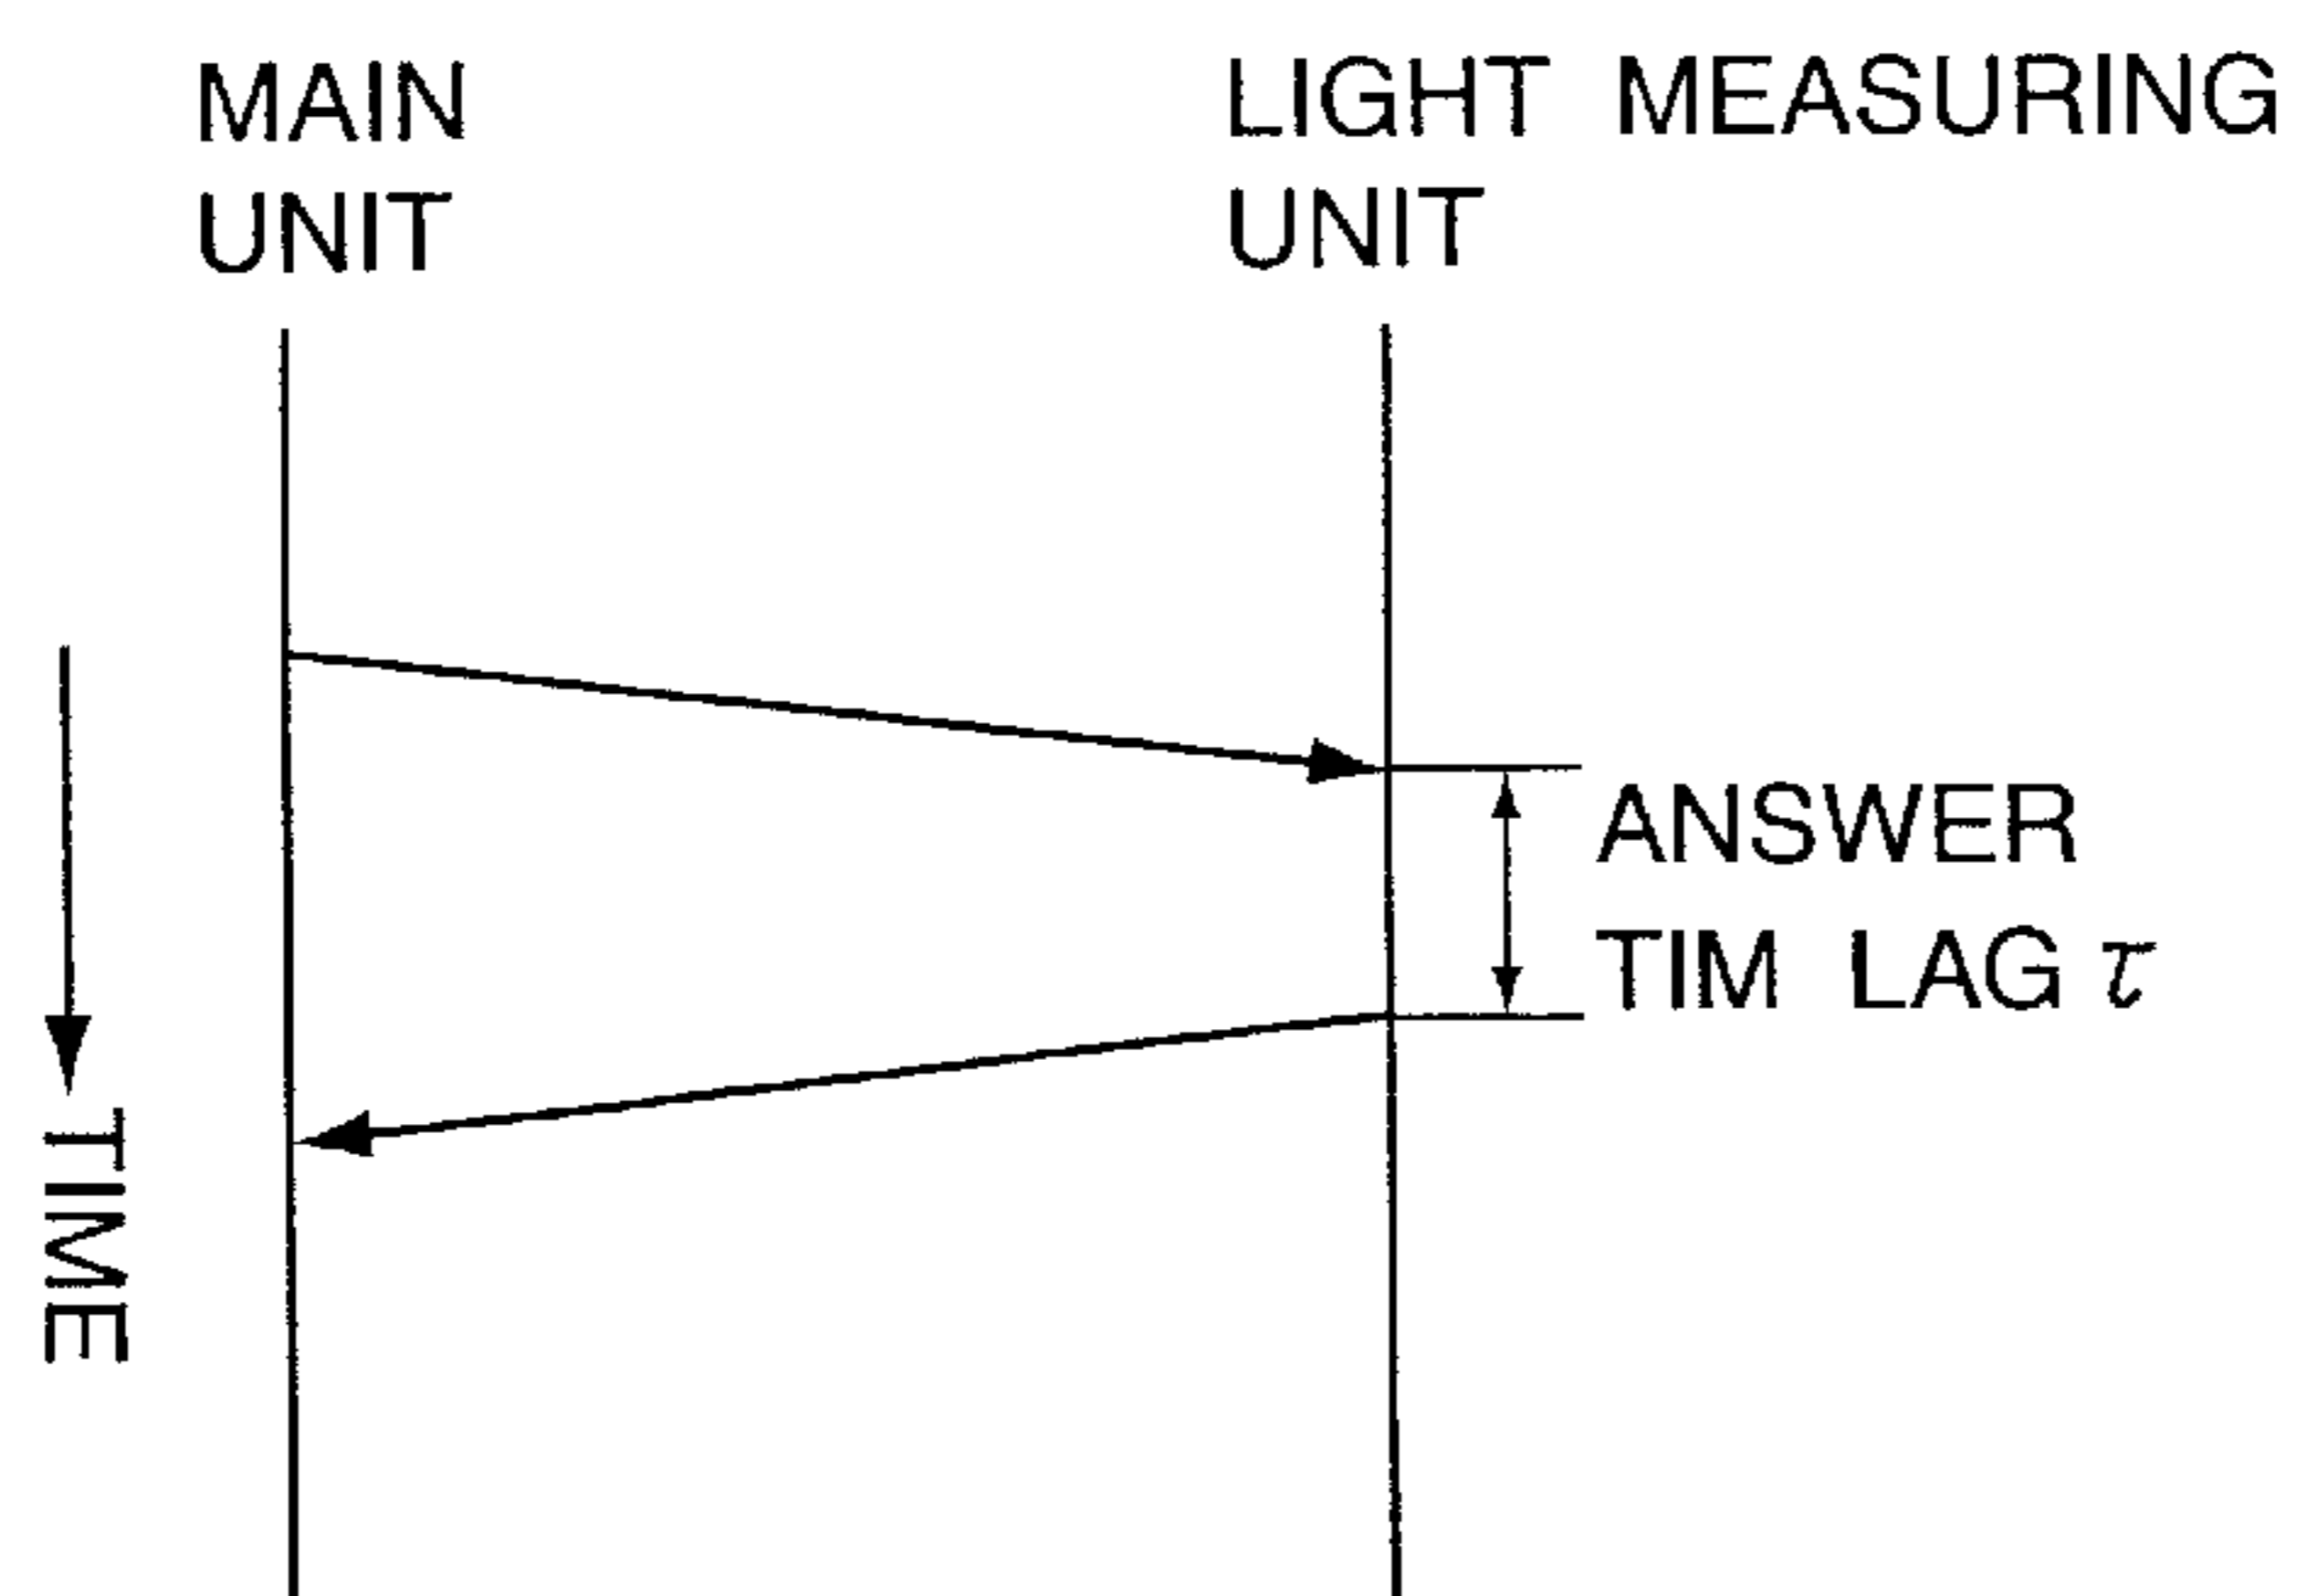 MAIN
UNIT
LIGHT MEASURING
UNIT
ANSWER
TIM LAG τ
TIME